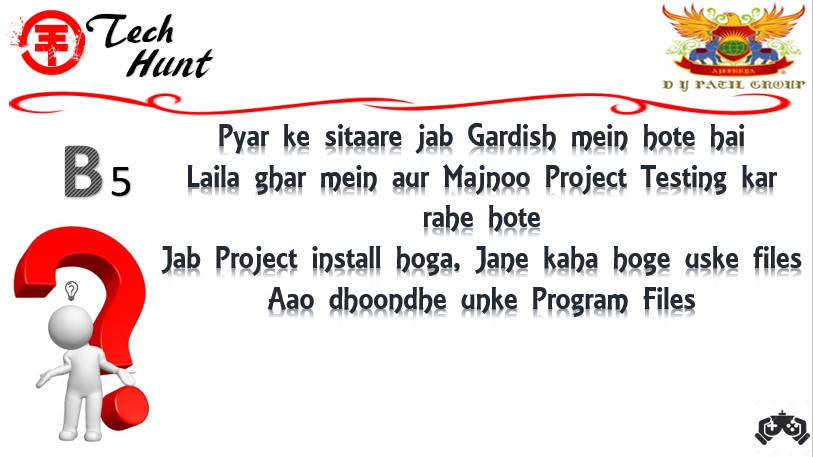 Tech
Hunt
AJEENKYA
D Y PATIL GROUP
B5
Pyar ke sitaare jab Gardish mein hote hai
Laila ghar mein aur Majnoo Project Testing kar
rahe hote
Jab Project install hoga, Jane kaha hoge uske files
Aao dhoondhe unke Program Files